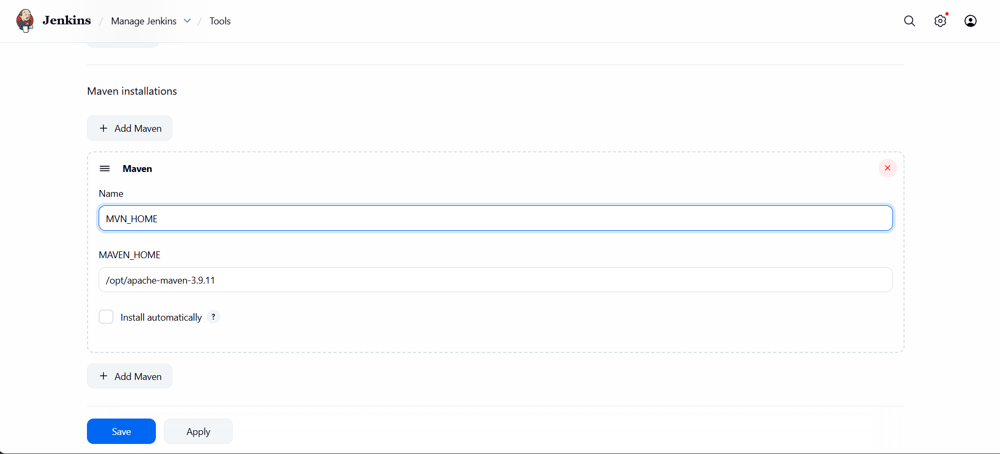 Jenkins / Manage Jenkins / Tools
Maven installations
+ Add Maven
Maven
Name
MVN_HOME
MAVEN_HOME
/opt/apache-maven-3.9.11
Install automatically ?
+ Add Maven
Save Apply